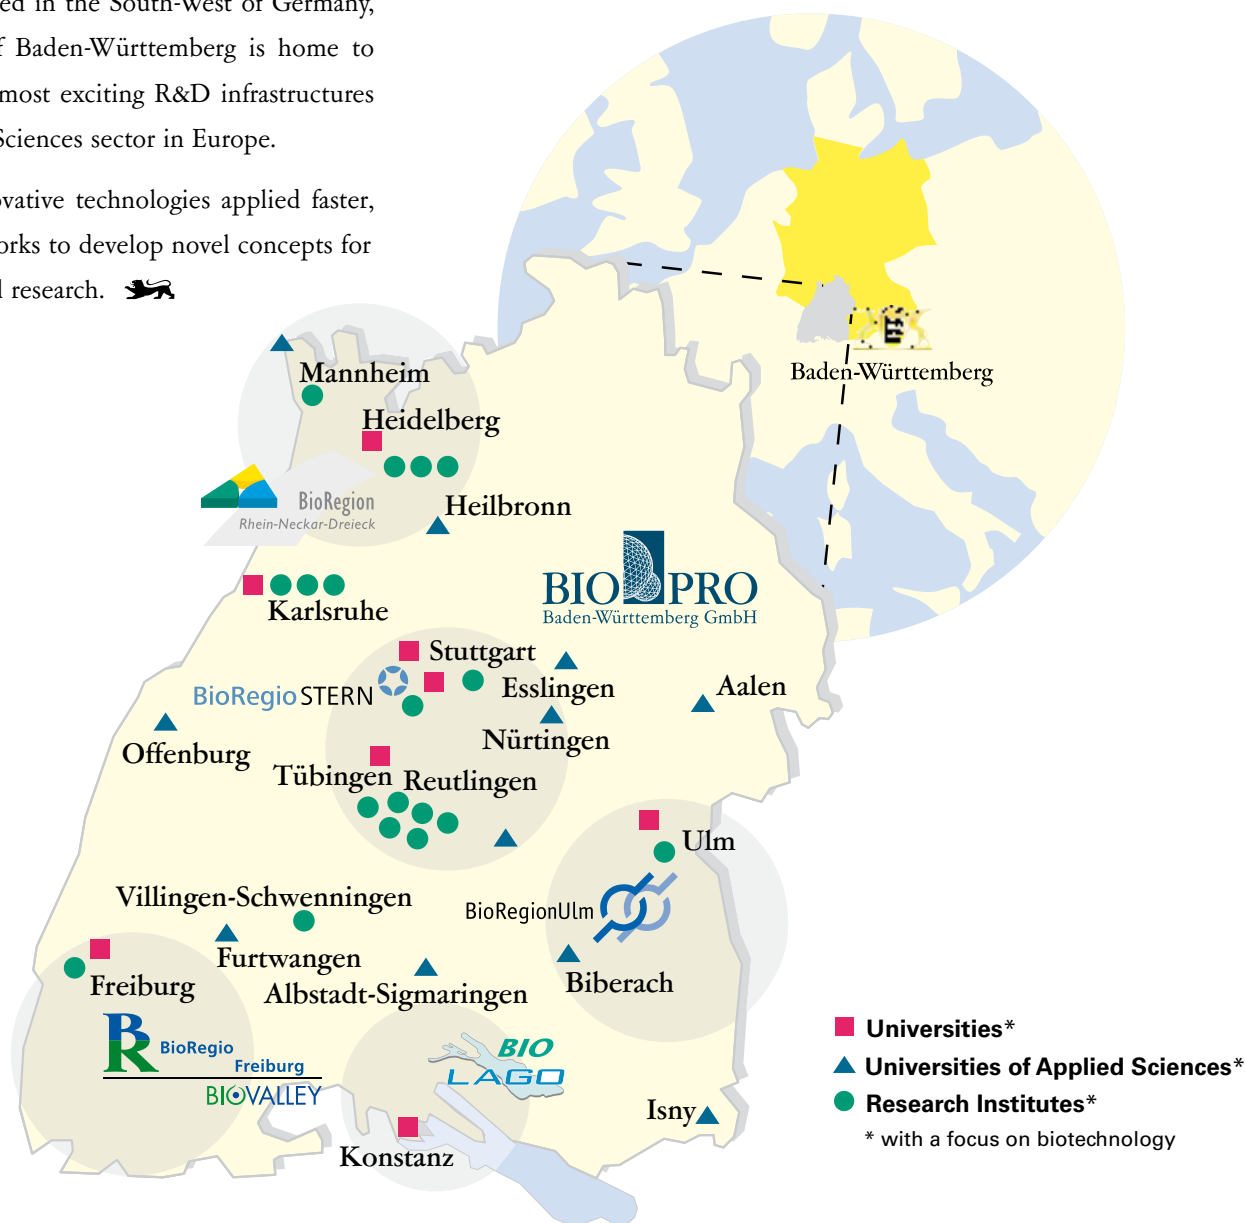 ed in the South-West of Germany,
f Baden-Württemberg is home to
most exciting R&D infrastructures
Sciences sector in Europe.
ovative technologies applied faster,
orks to develop novel concepts for
l research.
Baden-Württemberg
Mannheim
Heidelberg
BioRegion
Rhein-Neckar-Dreieck
Heilbronn
BIO PRO
Baden-Württemberg GmbH
Karlsruhe
Stuttgart
BioRegio STERN
Esslingen
Aalen
Nürtingen
Offenburg
Tübingen
Reutlingen
Ulm
Villingen-Schwenningen
BioRegionUlm
Furtwangen
Biberach
Freiburg
Albstadt-Sigmaringen
BR
BioRegio
Freiburg
BIOVALLEY
BIO
LAGO
Isny
Konstanz
Universities*
Universities of Applied Sciences*
Research Institutes*
* with a focus on biotechnology